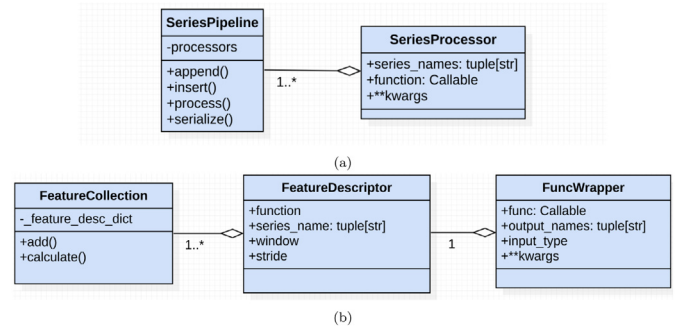 SeriesPipeline
-processors
+append()
+insert()
+process()
+serialize()
1..*
SeriesProcessor
+series_names: tuple[str]
+function: Callable
+**kwargs
(a)
FeatureCollection
-_feature_desc_dict
+add()
+calculate()
1..*
FeatureDescriptor
+function
+series_name: tuple[str]
+window
+stride
1
FuncWrapper
+func: Callable
+output_names: tuple[str]
+input_type
+**kwargs
(b)